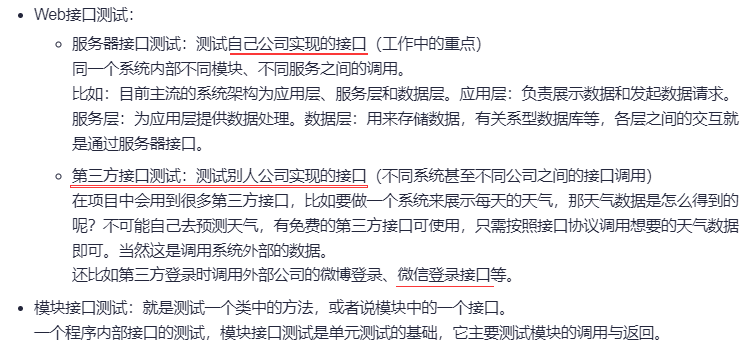 Web接口测试：
服务器接口测试：测试自己公司实现的接口（工作中的重点）
同一个系统内部不同模块、不同服务之间的调用。
比如：目前主流的系统架构为应用层、服务层和数据层。应用层：负责展示数据和发起数据请求。
服务层：为应用层提供数据处理。数据层：用来存储数据，有关系型数据库等，各层之间的交互就
是通过服务器接口。
第三方接口测试：测试别人公司实现的接口（不同系统甚至不同公司之间的接口调用）
在项目中会用到很多第三方接口，比如要做一个系统来展示每天的天气，那天气数据是怎么得到的
呢？不可能自己去预测天气，有免费的第三方接口可使用，只需按照接口协议调用想要的天气数据
即可。当然这是调用系统外部的数据。
还比如第三方登录时调用外部公司的微博登录、微信登录接口等。
模块接口测试：就是测试一个类中的方法，或者说模块中的一个接口。
一个程序内部接口的测试，模块接口测试是单元测试的基础，它主要测试模块的调用与返回。